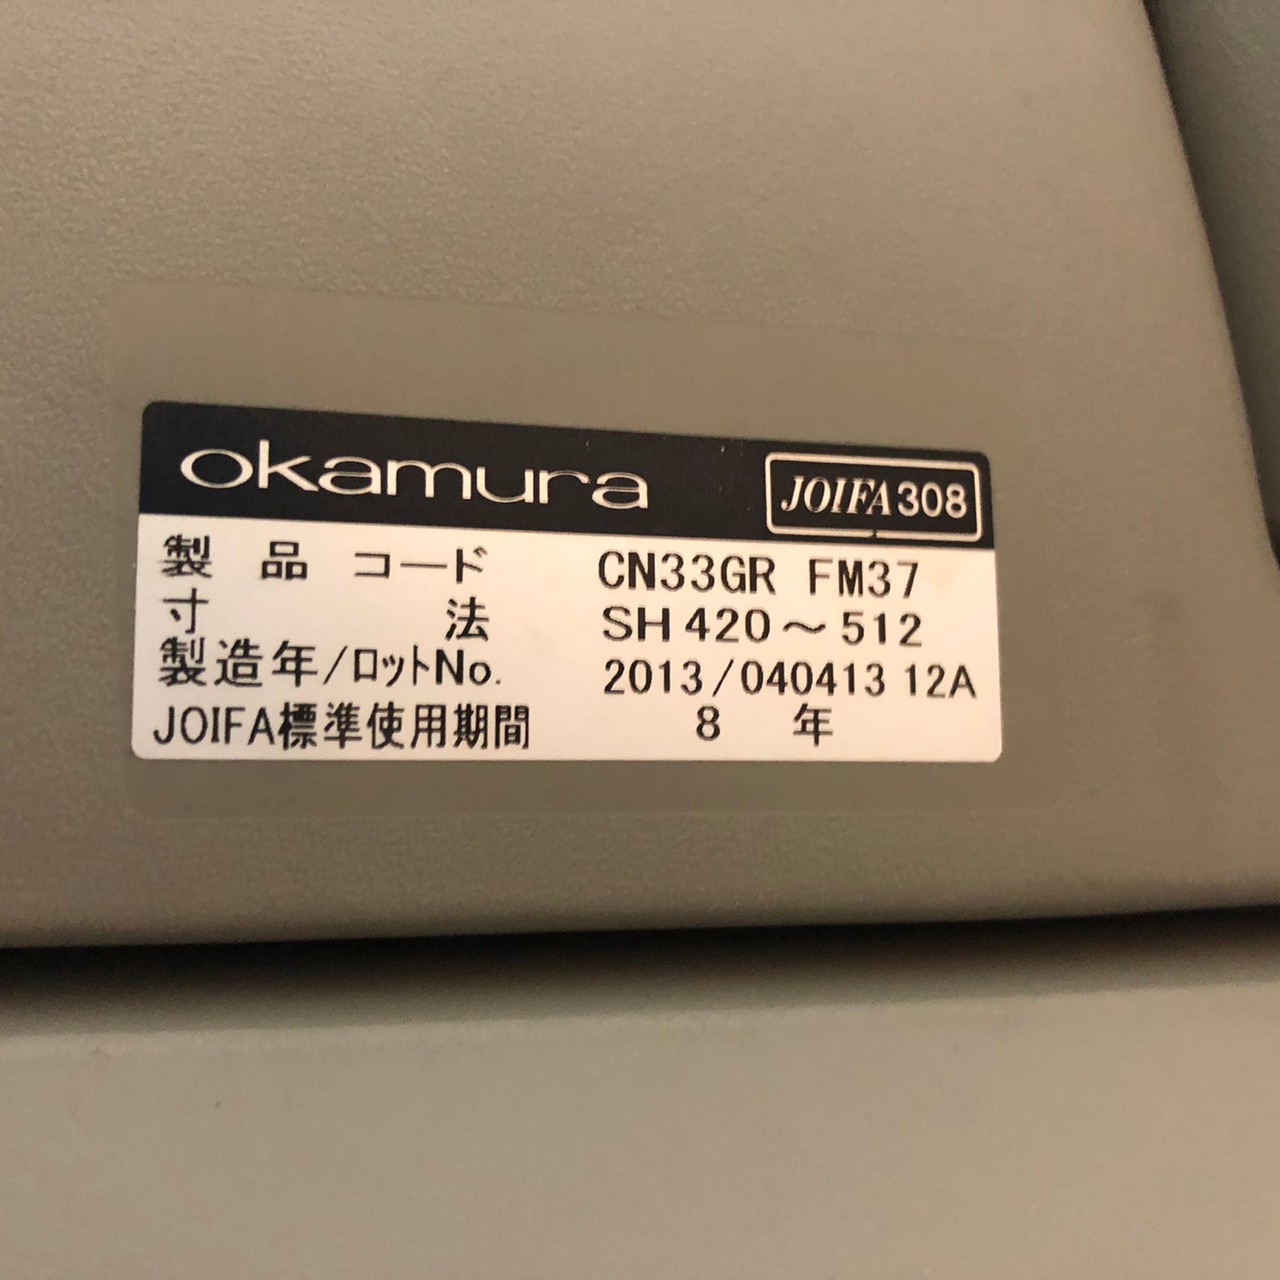 okamura JOIFA308
製品コード CN33GR FM37
寸法 SH420～512
製造年/ロットNo. 2013/040413 12A
JOIFA標準使用期間 8年